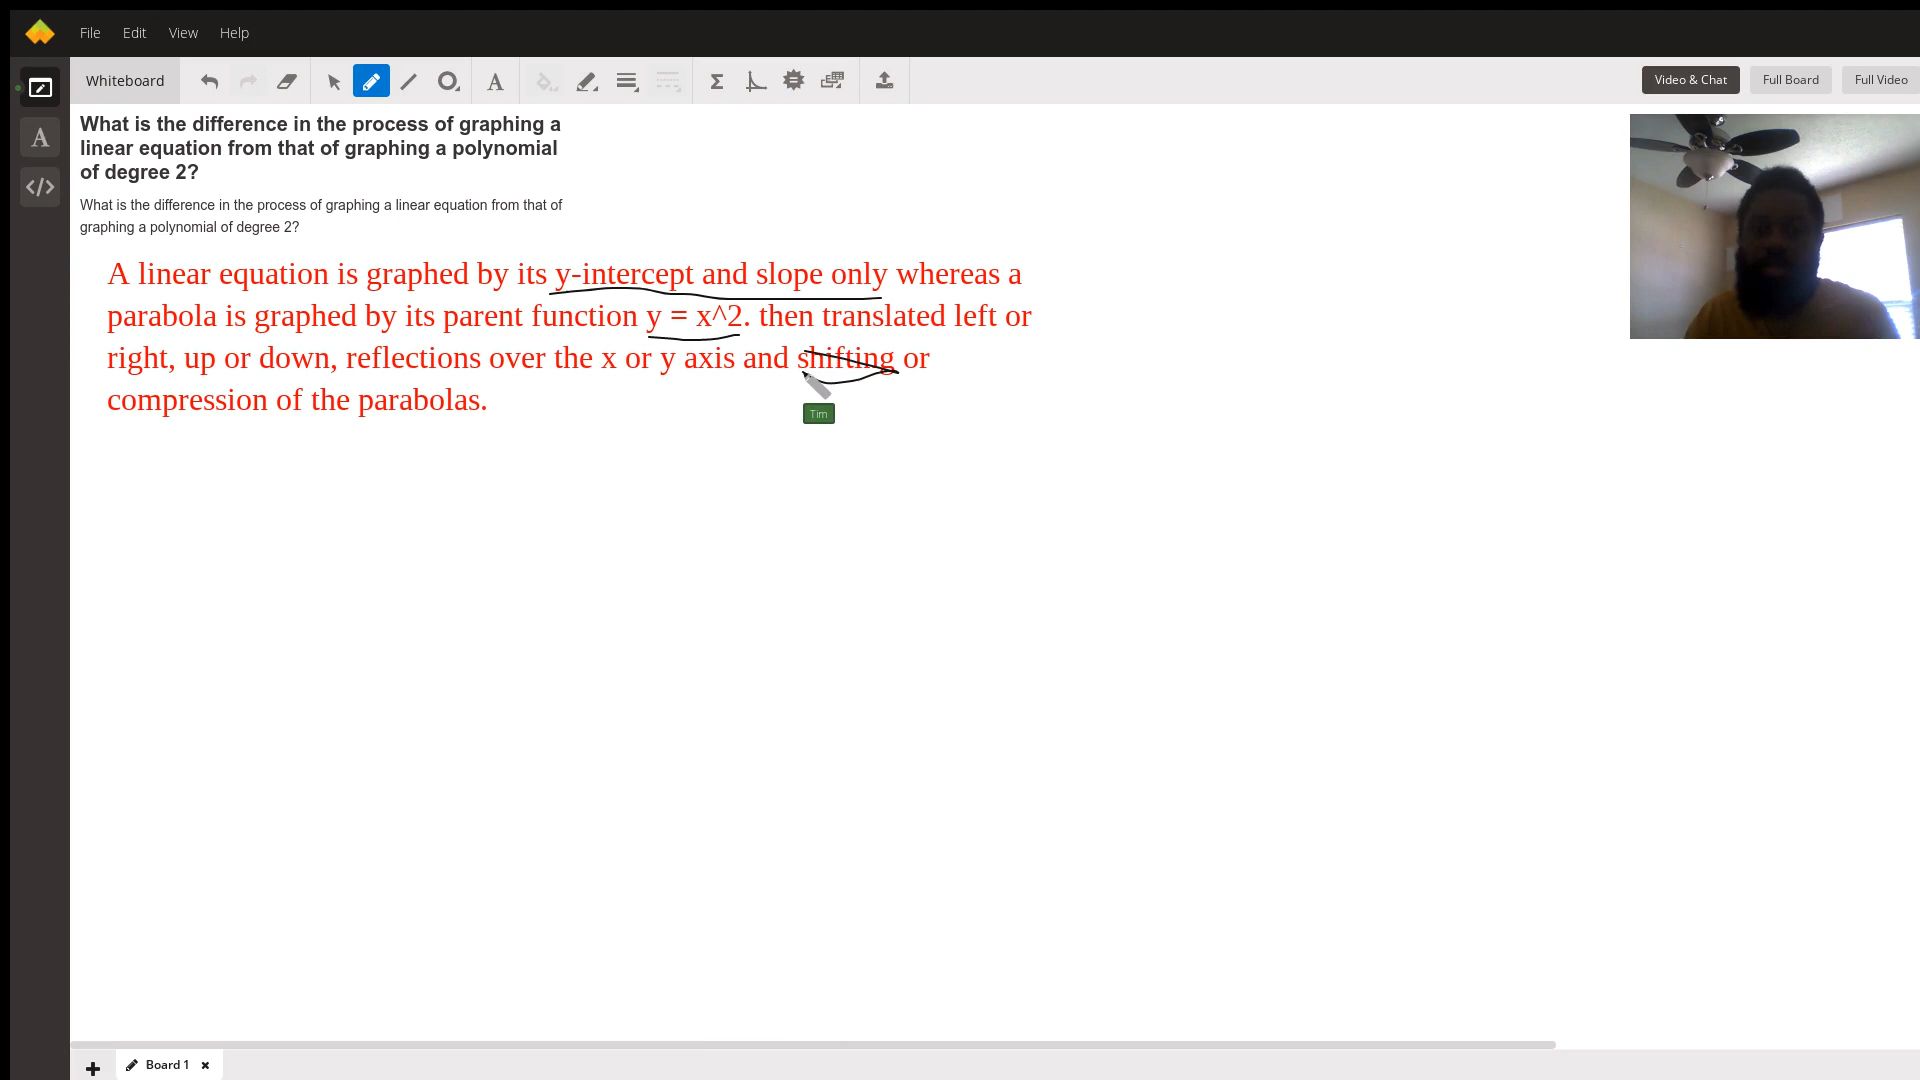 File Edit View Help
Whiteboard A Σ Video & Chat Full Board Full Video
A
</>
What is the difference in the process of graphing a
linear equation from that of graphing a polynomial
of degree 2?
What is the difference in the process of graphing a linear equation from that of
graphing a polynomial of degree 2?
A linear equation is graphed by its y-intercept and slope only whereas a
parabola is graphed by its parent function y = x^2. then translated left or
right, up or down, reflections over the x or y axis and shifting or
compression of the parabolas.
Tim
Board 1